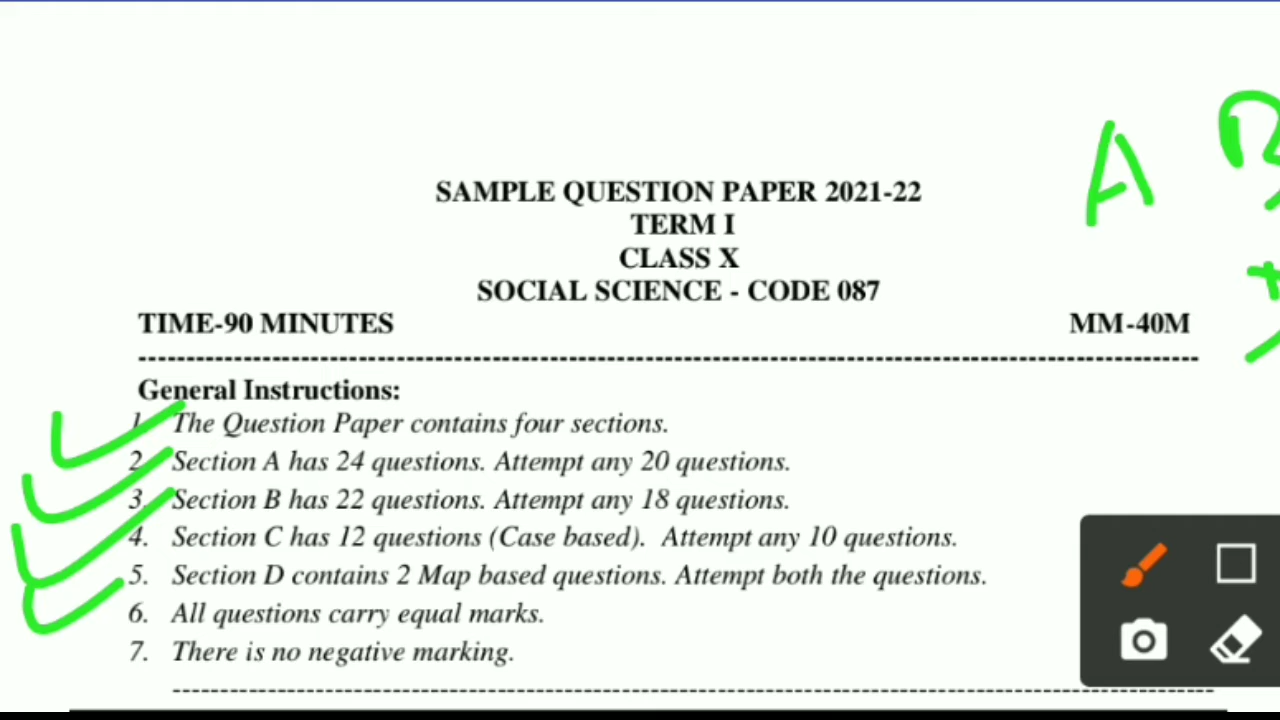 A B
SAMPLE QUESTION PAPER 2021-22
TERM I
CLASS X
SOCIAL SCIENCE - CODE 087
TIME-90 MINUTES MM-40M
General Instructions:
1. The Question Paper contains four sections.
2. Section A has 24 questions. Attempt any 20 questions.
3. Section B has 22 questions. Attempt any 18 questions.
4. Section C has 12 questions (Case based). Attempt any 10 questions.
5. Section D contains 2 Map based questions. Attempt both the questions.
6. All questions carry equal marks.
7. There is no negative marking.